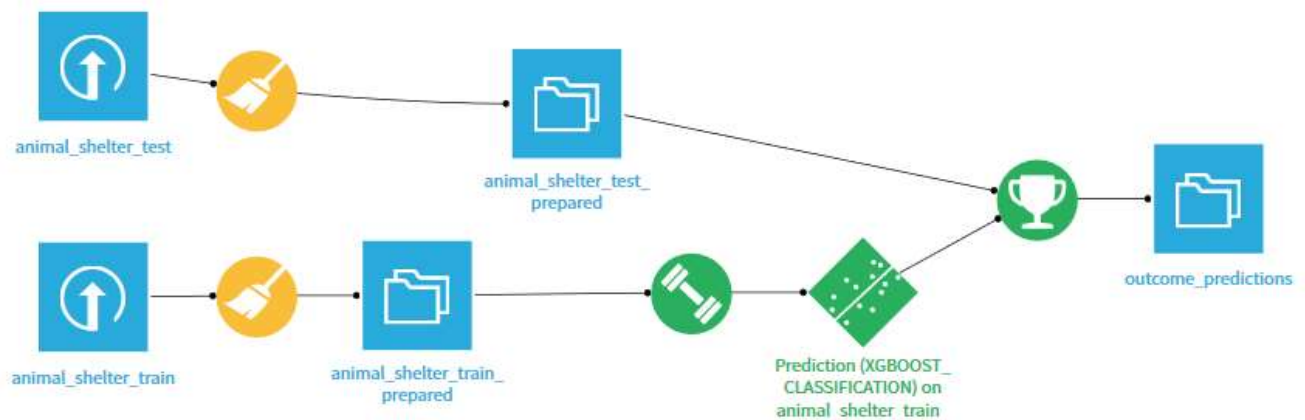 animal_shelter_test
animal_shelter_test_
prepared
outcome_predictions
animal_shelter_train
animal_shelter_train_
prepared
Prediction (XGBOOST_
CLASSIFICATION) on
animal_shelter_train